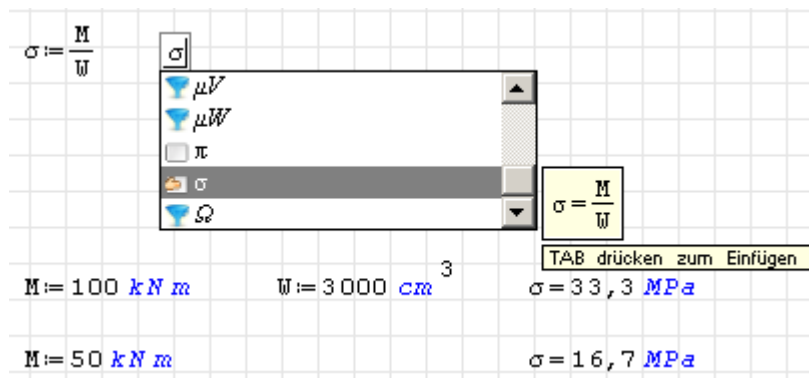 σ:=M/W
σ
μV
μW
π
σ
Ω
σ=M/W
TAB drücken zum Einfügen
M:=100 kN m W:=3000 cm³ σ=33,3 MPa
M:=50 kN m σ=16,7 MPa